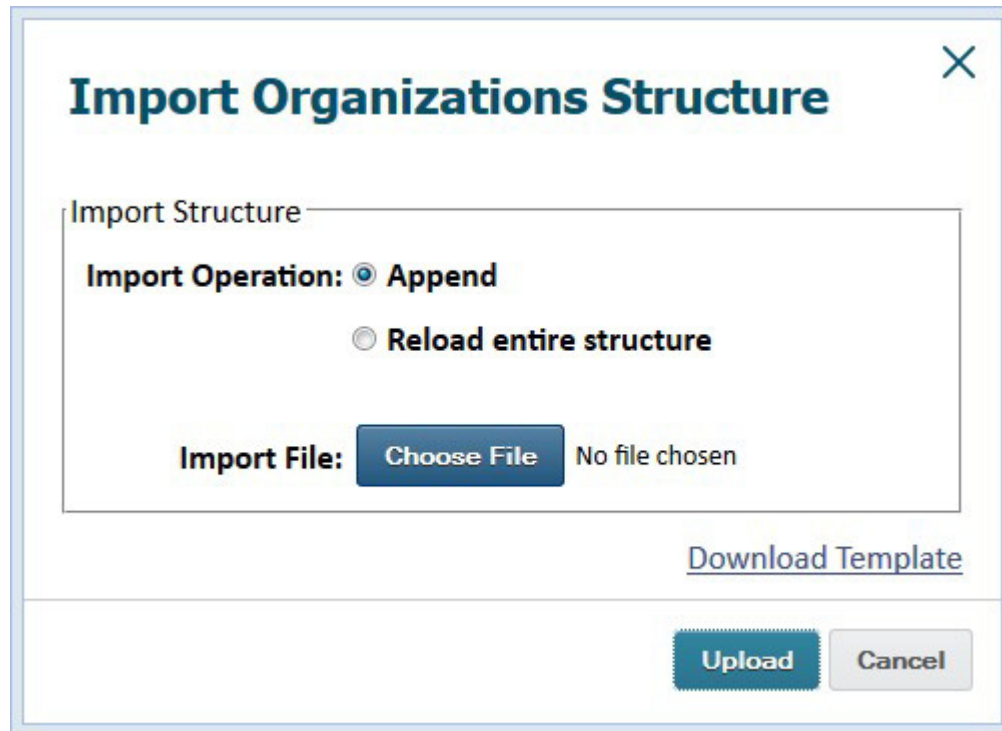 Import Organizations Structure
Import Structure
Import Operation: Append
Reload entire structure
Import File: Choose File No file chosen
Download Template
Upload Cancel